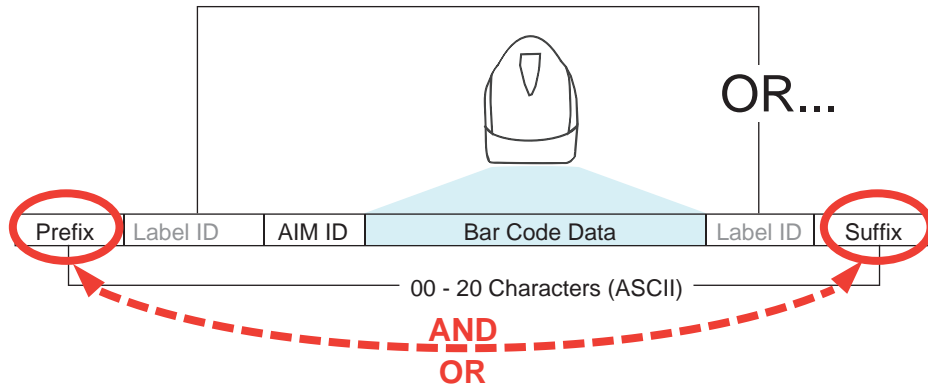 OR...
Prefix Label ID AIM ID Bar Code Data Label ID Suffix
00 - 20 Characters (ASCII)
AND
OR